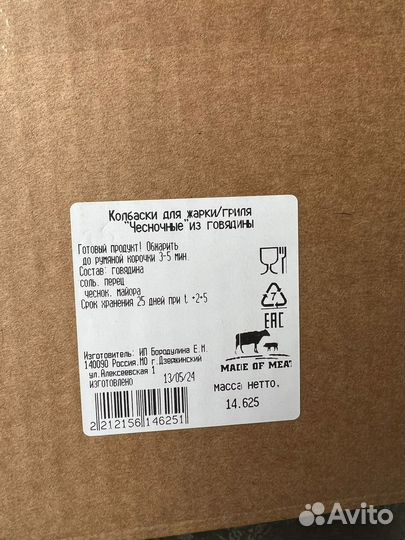 Колбаски для жарки/гриля
"Чесночные"из говядины
Готовый продукт! Обжарить
до румяной корочки 3-5 мин.
Состав: говядина
соль. перец
чеснок. майора
Срок хранения 25 дней при t +2+5
7
EAC
MADE OF MEAT
Изготовитель: ИП Бородулина Е.М.
140090 Россия.МО г.Дзержинский
ул.Алексеевская 1
изготовлено 13/05/24
масса нетто.
14.625
2 212156 146251
Avito